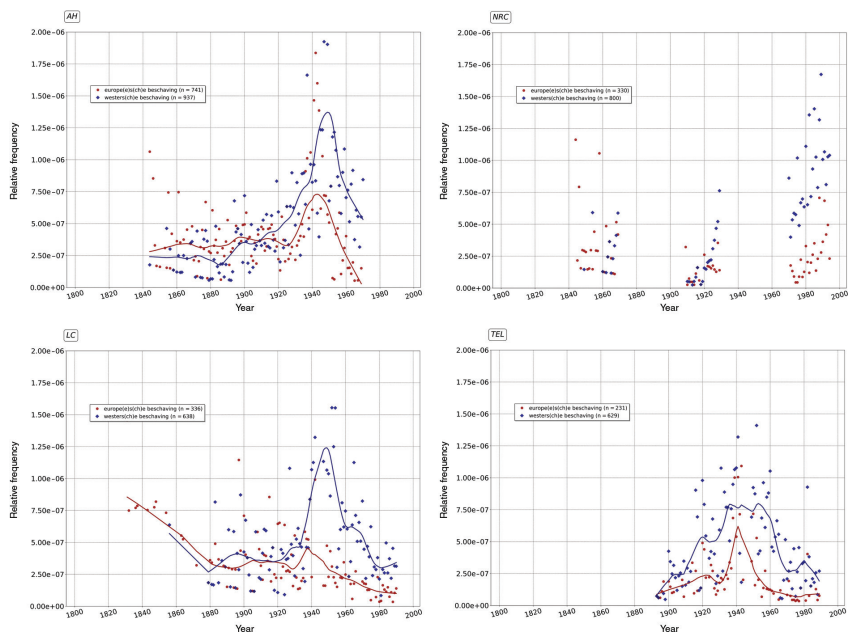 AH
2.00e−06
1.75e−06
1.50e−06
1.25e−06
1.00e−06
7.50e−07
5.00e−07
2.50e−07
0.00e+00
Relative frequency
europe(e)s(ch)e beschaving (n = 741)
westers(ch)e beschaving (n = 937)
1800 1820 1840 1860 1880 1900 1920 1940 1960 1980 2000
Year
NRC
2.00e−06
1.75e−06
1.50e−06
1.25e−06
1.00e−06
7.50e−07
5.00e−07
2.50e−07
0.00e+00
Relative frequency
europe(e)s(ch)e beschaving (n = 330)
westers(ch)e beschaving (n = 800)
1800 1820 1840 1860 1880 1900 1920 1940 1960 1980 2000
Year
LC
2.00e−06
1.75e−06
1.50e−06
1.25e−06
1.00e−06
7.50e−07
5.00e−07
2.50e−07
0.00e+00
Relative frequency
europe(e)s(ch)e beschaving (n = 336)
westers(ch)e beschaving (n = 638)
1800 1820 1840 1860 1880 1900 1920 1940 1960 1980 2000
Year
TEL
2.00e−06
1.75e−06
1.50e−06
1.25e−06
1.00e−06
7.50e−07
5.00e−07
2.50e−07
0.00e+00
Relative frequency
europe(e)s(ch)e beschaving (n = 231)
westers(ch)e beschaving (n = 629)
1800 1820 1840 1860 1880 1900 1920 1940 1960 1980 2000
Year